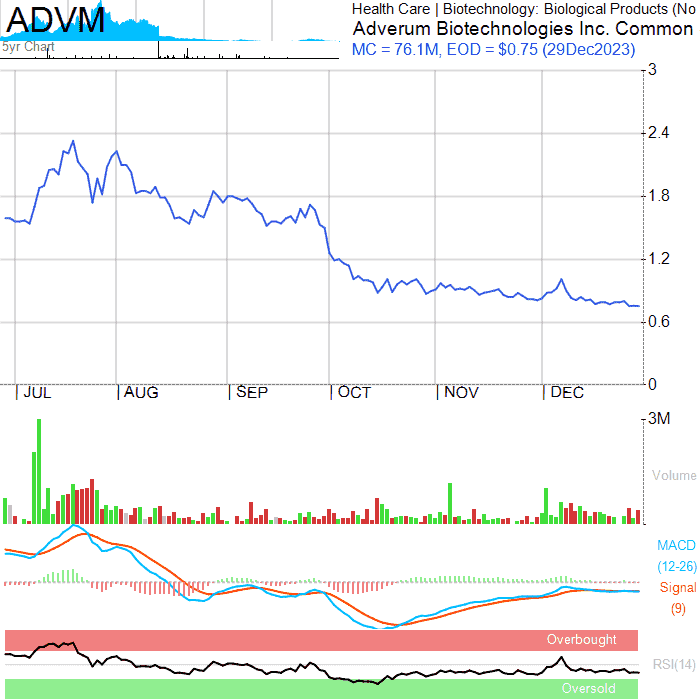 ADVM
5yr Chart
Health Care | Biotechnology: Biological Products (No
Adverum Biotechnologies Inc. Common
MC = 76.1M, EOD = $0.75 (29Dec2023)
3
2.4
1.8
1.2
0.6
0
| JUL | AUG | SEP | OCT | NOV | DEC
3M
Volume
MACD
(12-26)
Signal
(9)
Overbought
RSI(14)
Oversold